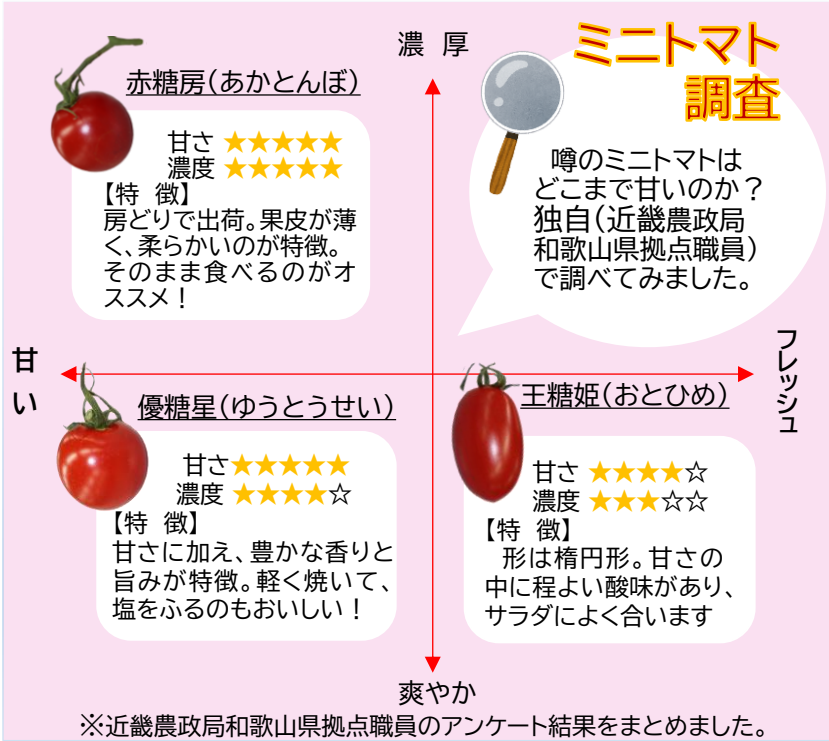 ミニトマト
調査
噂のミニトマトは
どこまで甘いのか？
独自（近畿農政局
和歌山県拠点職員）
で調べてみました。
濃 厚
赤糖房（あかとんぼ）
甘さ ★★★★★
濃度 ★★★★★
【特 徴】
房どりで出荷。果皮が薄
く、柔らかいのが特徴。
そのまま食べるのがオ
ススメ！
甘い
フレッシュ
優糖星（ゆうとうせい）
甘さ★★★★★
濃度 ★★★★☆
【特 徴】
甘さに加え、豊かな香りと
旨みが特徴。軽く焼いて、
塩をふるのもおいしい！
王糖姫（おとひめ）
甘さ ★★★★☆
濃度 ★★★☆☆
【特 徴】
形は楕円形。甘さの
中に程よい酸味があり、
サラダによく合います
爽やか
※近畿農政局和歌山県拠点職員のアンケート結果をまとめました。